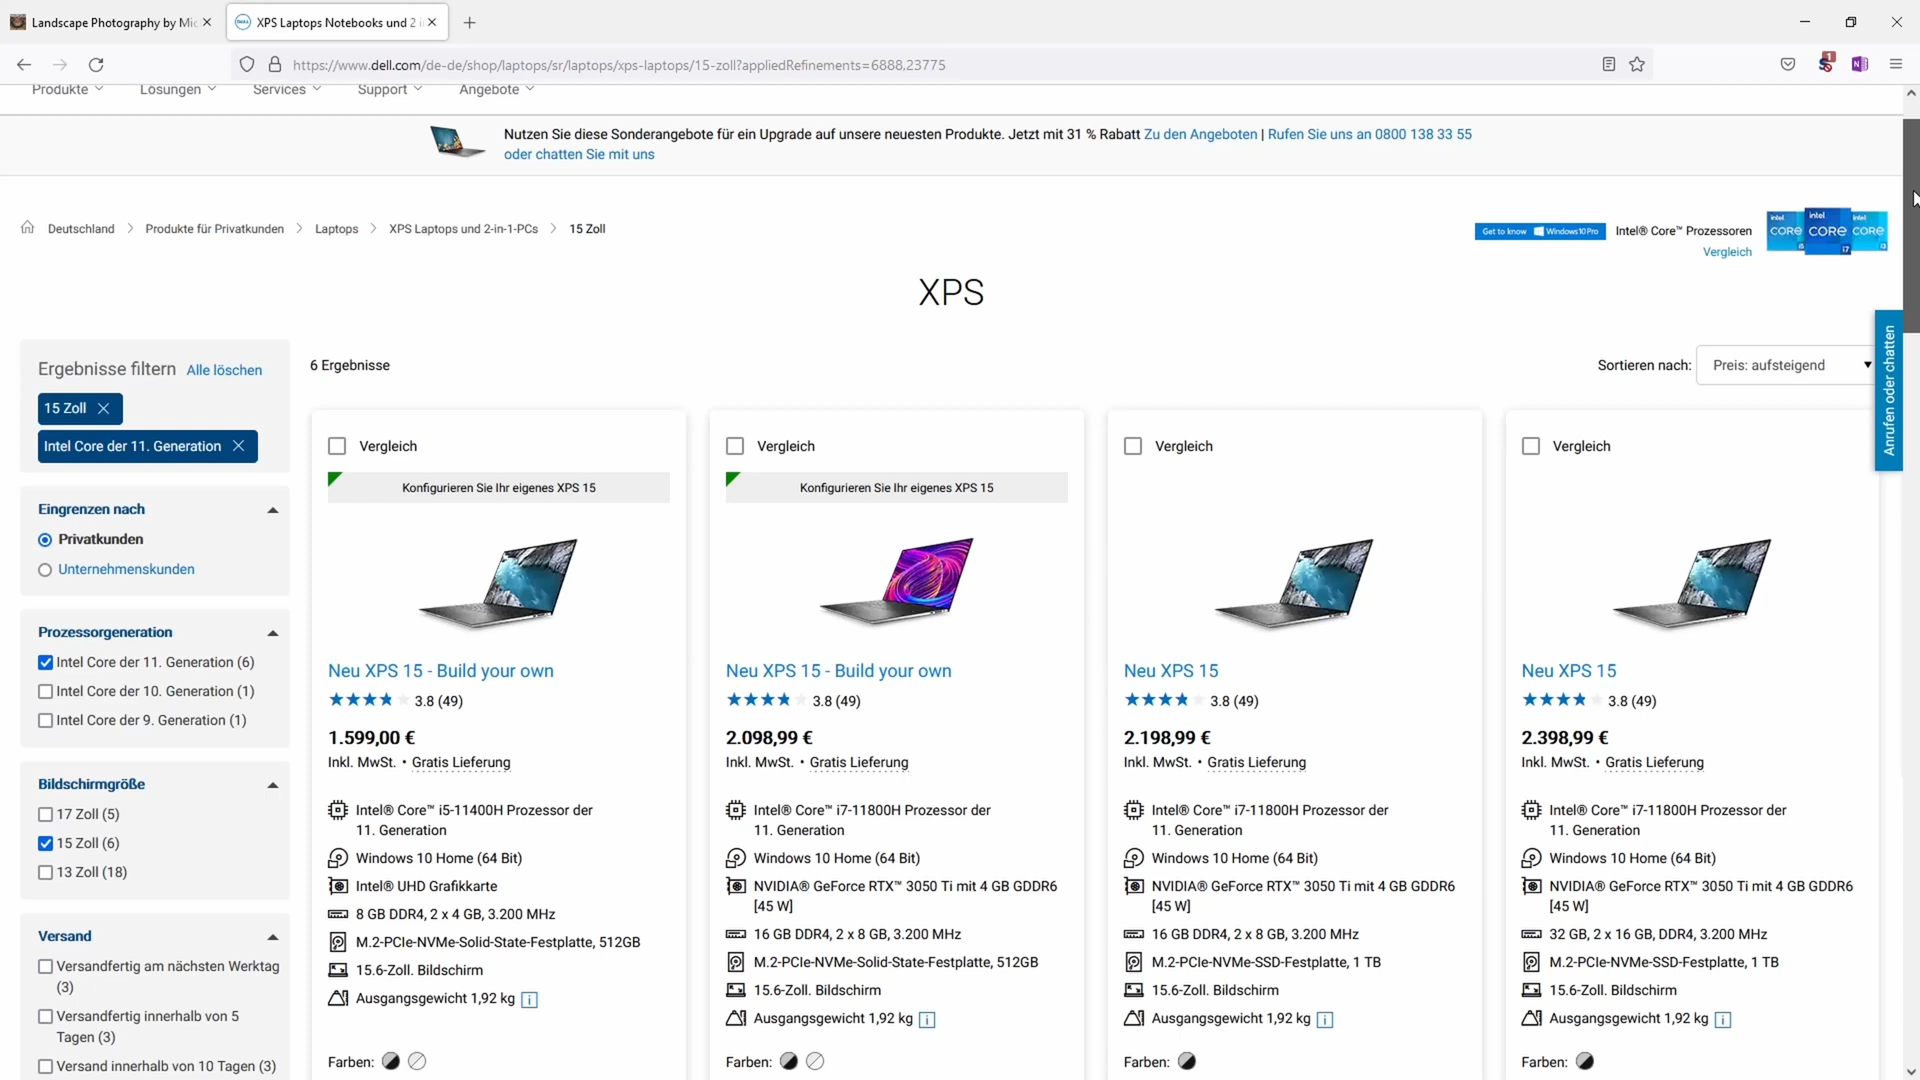 Landscape Photography by Mic
XPS Laptops Notebooks und 2 i
https://www.dell.com/de-de/shop/laptops/sr/laptops/xps-laptops/15-zoll?appliedRefinements=6888,23775
1
Produkte
Lösungen
Services
Support
Angebote
Nutzen Sie diese Sonderangebote für ein Upgrade auf unsere neuesten Produkte. Jetzt mit 31 % Rabatt Zu den Angeboten | Rufen Sie uns an 0800 138 33 55
oder chatten Sie mit uns
Deutschland
Produkte für Privatkunden
Laptops
XPS Laptops und 2-in-1-PCs
15 Zoll
Get to know Windows 10 Pro
Intel® Core™ Prozessoren
Vergleich
intel CORE i5
intel CORE i7
intel CORE i3
XPS
Anrufen oder chatten
Ergebnisse filtern
Alle löschen
15 Zoll
Intel Core der 11. Generation
Eingrenzen nach
Privatkunden
Unternehmenskunden
Prozessorgeneration
Intel Core der 11. Generation (6)
Intel Core der 10. Generation (1)
Intel Core der 9. Generation (1)
Bildschirmgröße
17 Zoll (5)
15 Zoll (6)
13 Zoll (18)
Versand
Versandfertig am nächsten Werktag
(3)
Versandfertig innerhalb von 5
Tagen (3)
Versand innerhalb von 10 Tagen (3)
6 Ergebnisse
Sortieren nach:
Preis: aufsteigend
Vergleich
Konfigurieren Sie Ihr eigenes XPS 15
Neu XPS 15 - Build your own
3.8 (49)
1.599,00 €
Inkl. MwSt. • Gratis Lieferung
Intel® Core™ i5-11400H Prozessor der
11. Generation
Windows 10 Home (64 Bit)
Intel® UHD Grafikkarte
8 GB DDR4, 2 x 4 GB, 3.200 MHz
M.2-PCIe-NVMe-Solid-State-Festplatte, 512GB
15.6-Zoll. Bildschirm
Ausgangsgewicht 1,92 kg
Farben:
Vergleich
Konfigurieren Sie Ihr eigenes XPS 15
Neu XPS 15 - Build your own
3.8 (49)
2.098,99 €
Inkl. MwSt. • Gratis Lieferung
Intel® Core™ i7-11800H Prozessor der
11. Generation
Windows 10 Home (64 Bit)
NVIDIA® GeForce RTX™ 3050 Ti mit 4 GB GDDR6
[45 W]
16 GB DDR4, 2 x 8 GB, 3.200 MHz
M.2-PCIe-NVMe-Solid-State-Festplatte, 512GB
15.6-Zoll. Bildschirm
Ausgangsgewicht 1,92 kg
Farben:
Vergleich
Neu XPS 15
3.8 (49)
2.198,99 €
Inkl. MwSt. • Gratis Lieferung
Intel® Core™ i7-11800H Prozessor der
11. Generation
Windows 10 Home (64 Bit)
NVIDIA® GeForce RTX™ 3050 Ti mit 4 GB GDDR6
[45 W]
16 GB DDR4, 2 x 8 GB, 3.200 MHz
M.2-PCIe-NVMe-SSD-Festplatte, 1 TB
15.6-Zoll. Bildschirm
Ausgangsgewicht 1,92 kg
Farben:
Vergleich
Neu XPS 15
3.8 (49)
2.398,99 €
Inkl. MwSt. • Gratis Lieferung
Intel® Core™ i7-11800H Prozessor der
11. Generation
Windows 10 Home (64 Bit)
NVIDIA® GeForce RTX™ 3050 Ti mit 4 GB GDDR6
[45 W]
32 GB, 2 x 16 GB, DDR4, 3.200 MHz
M.2-PCIe-NVMe-SSD-Festplatte, 1 TB
15.6-Zoll. Bildschirm
Ausgangsgewicht 1,92 kg
Farben: